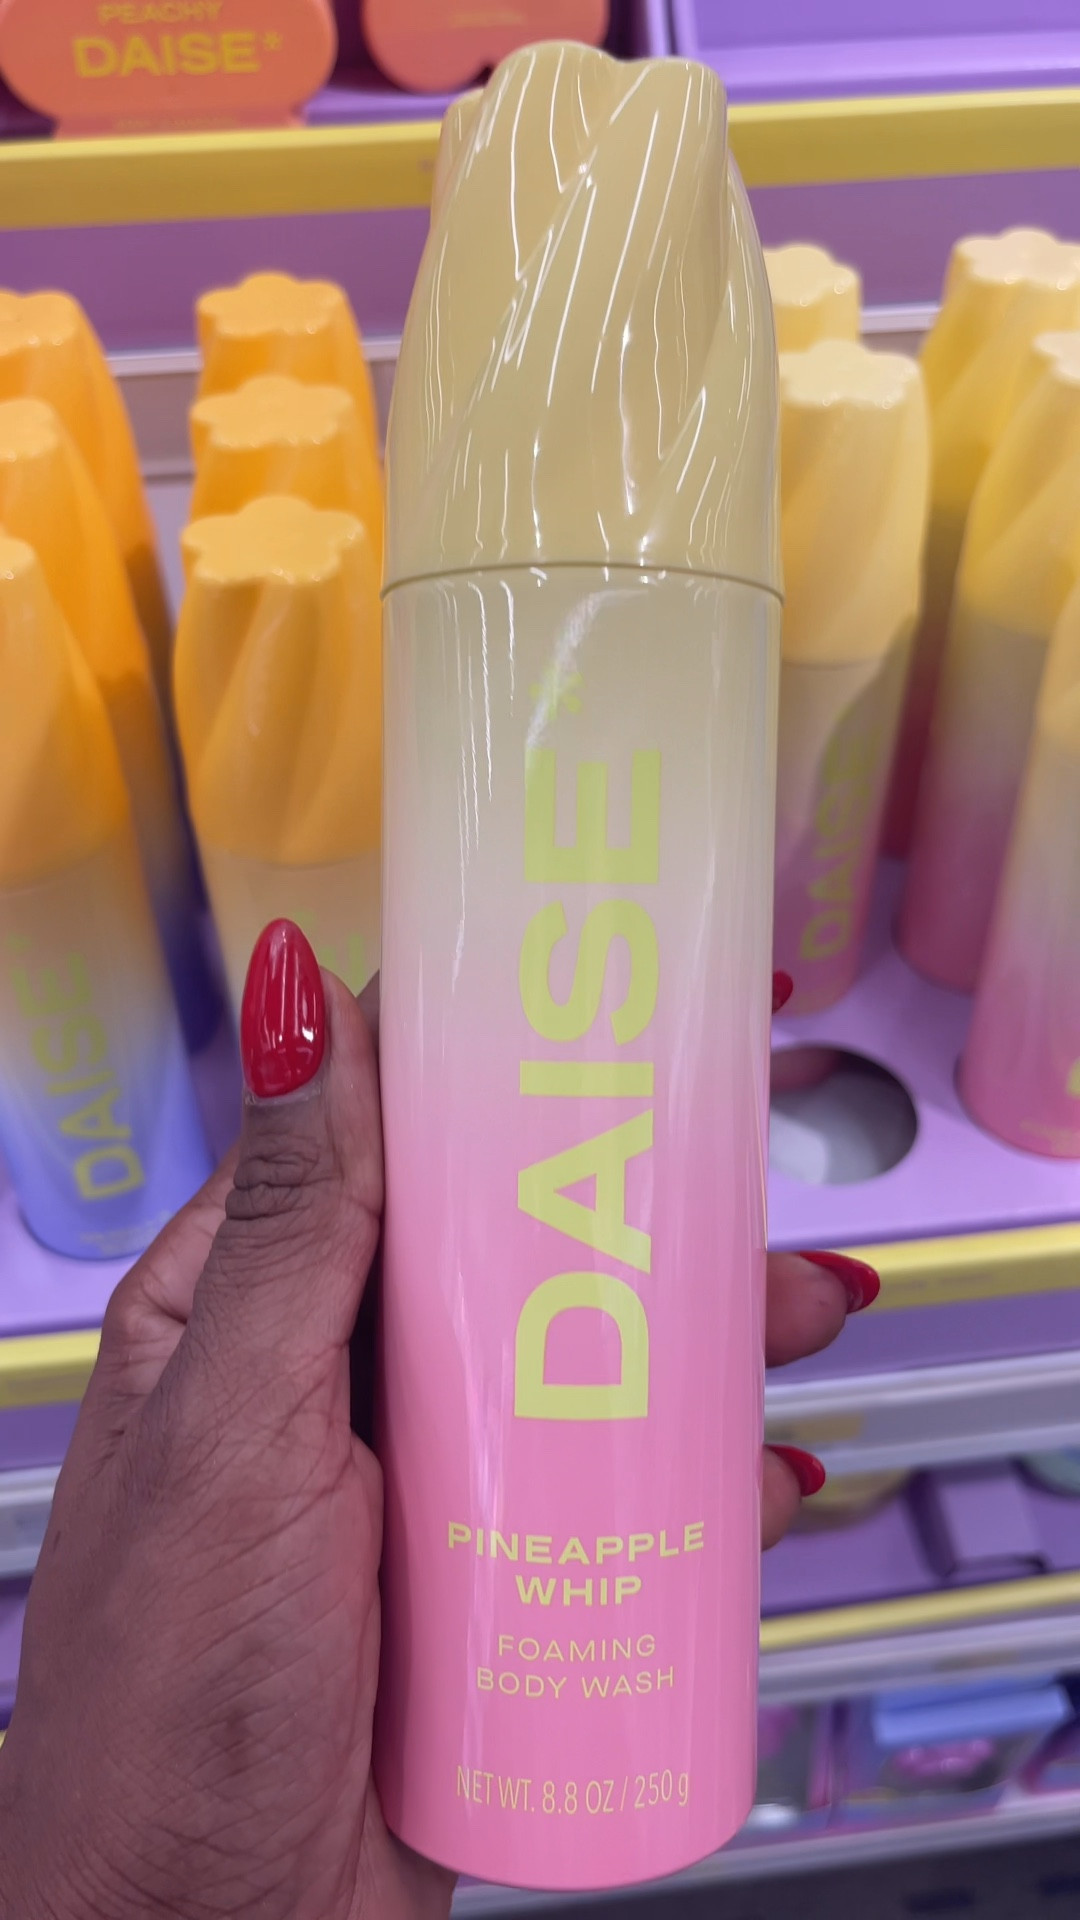 PEACHY
DAISE*
DAISE*
PINEAPPLE
WHIP
FOAMING
BODY WASH
NET WT. 8.8 OZ / 250 g
DAISE
DAISE